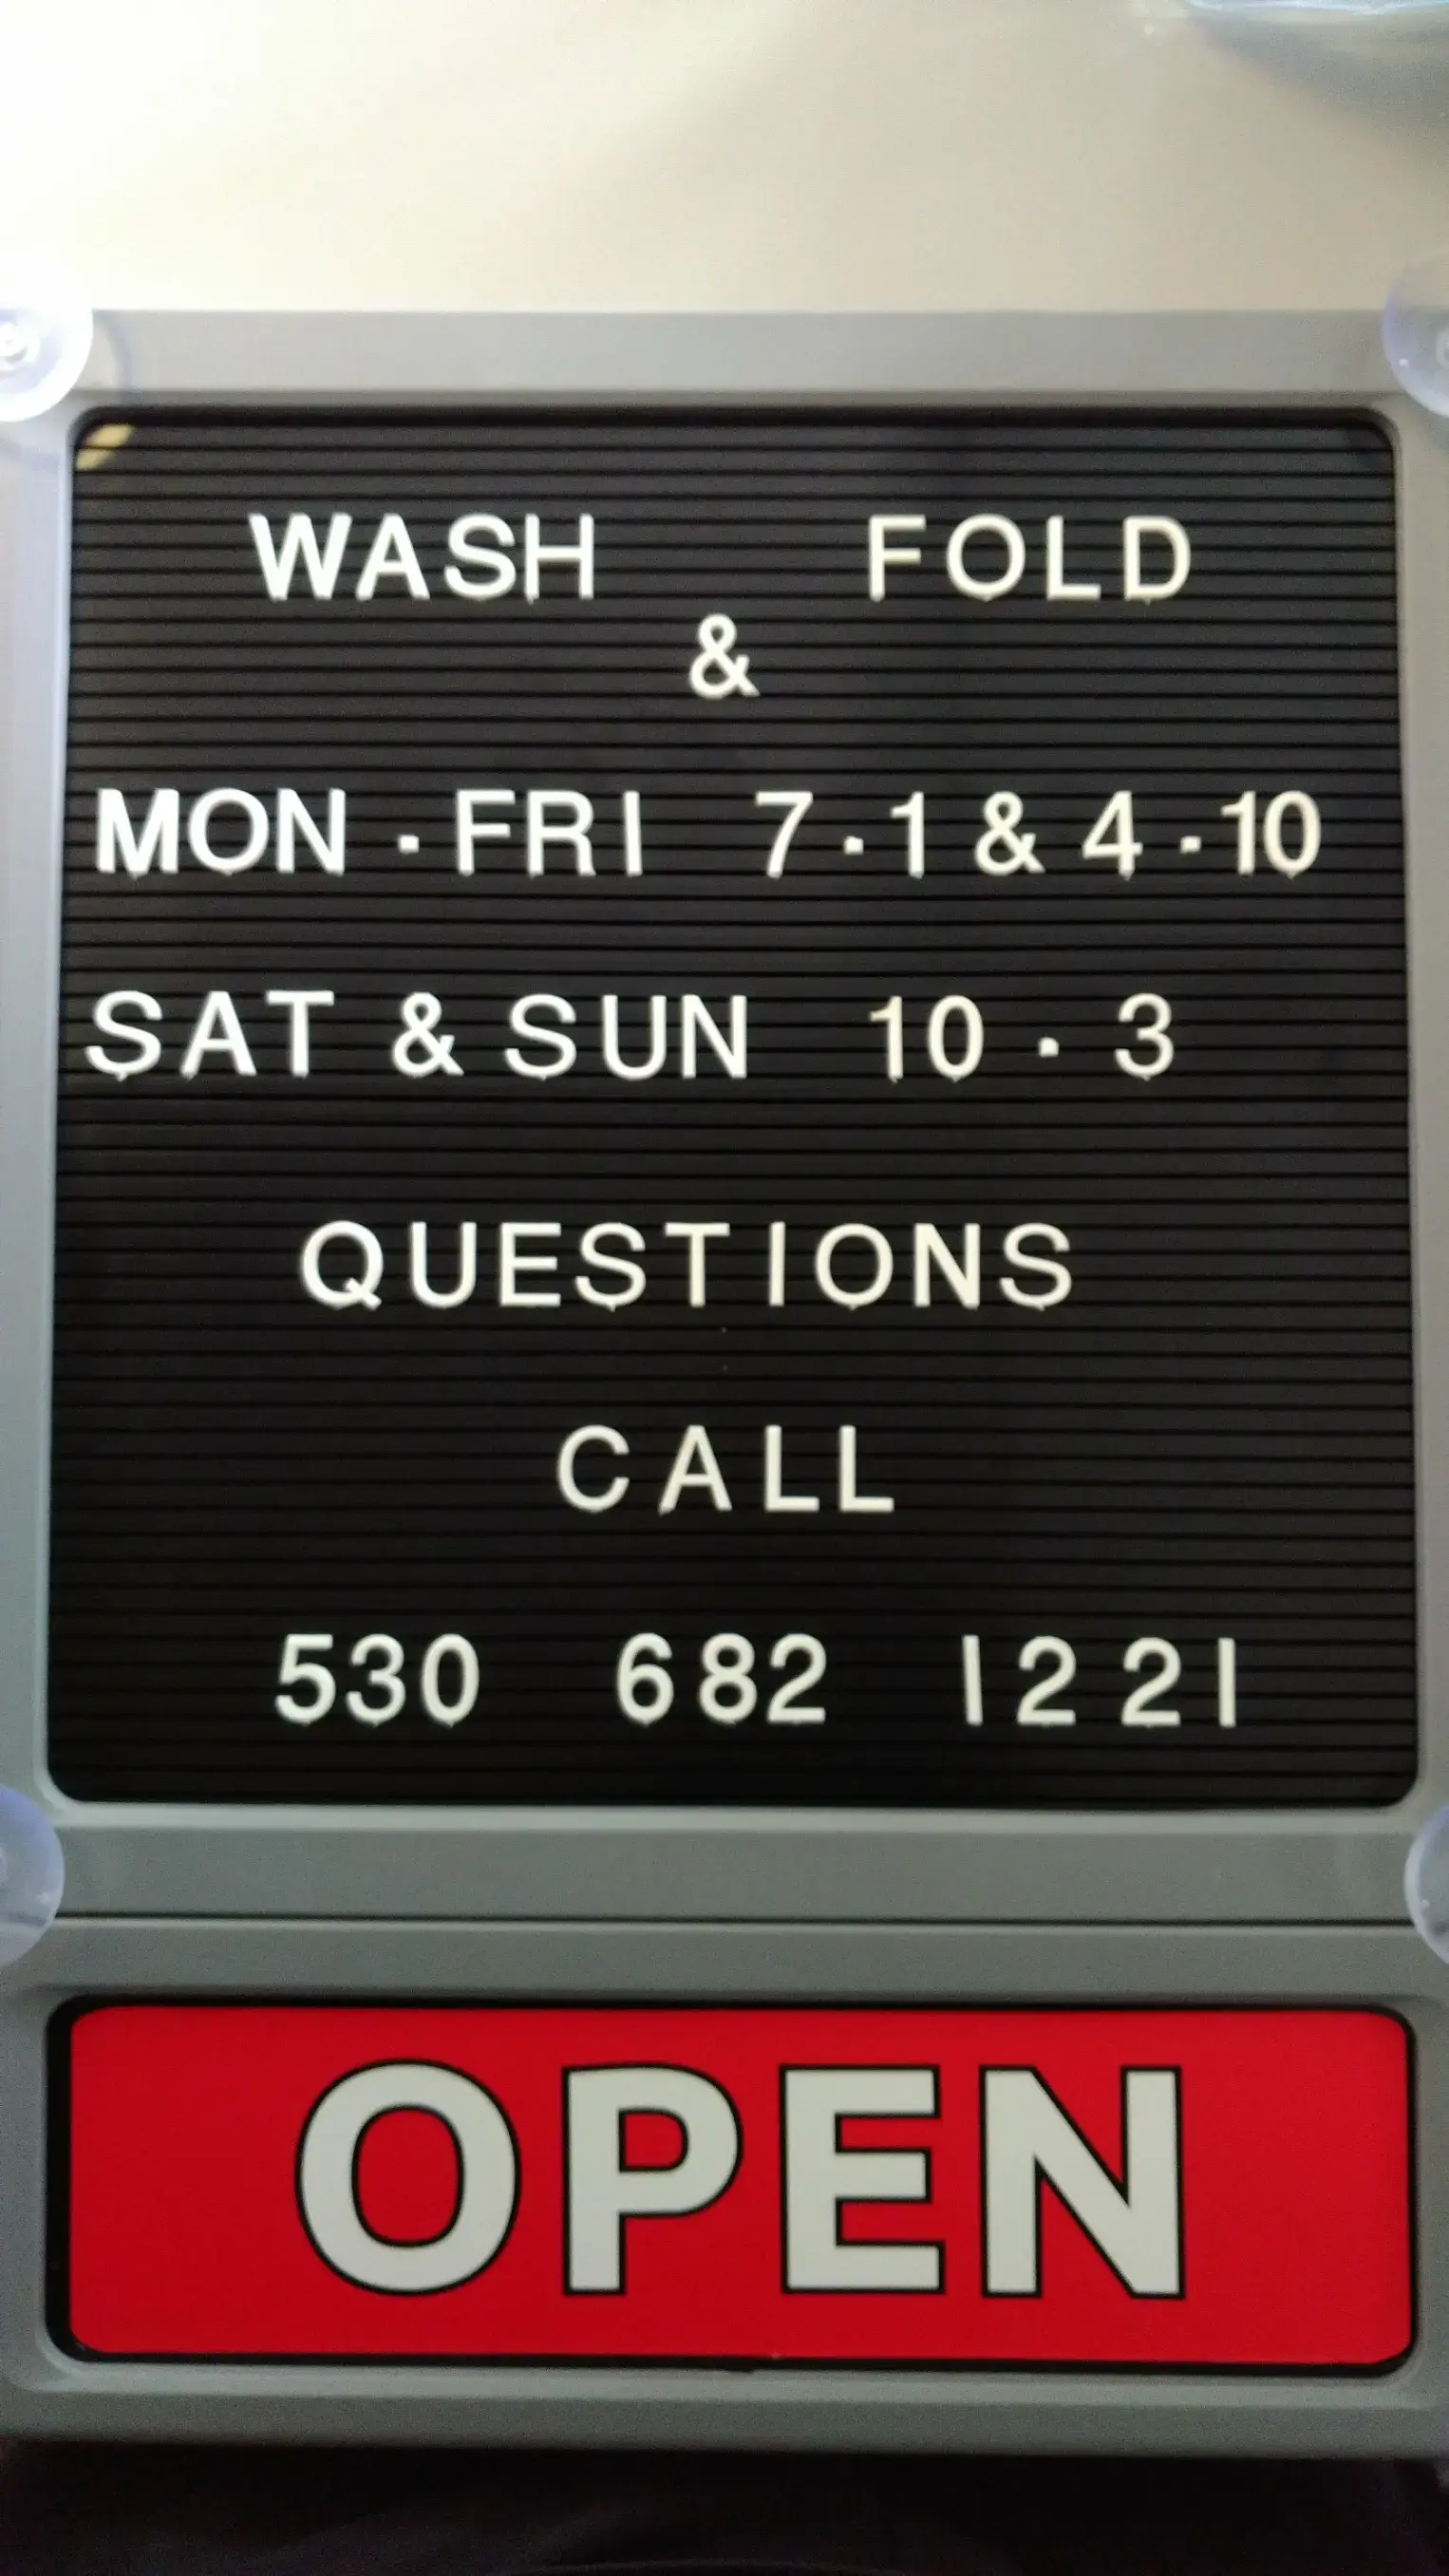 WASH FOLD
&
MON - FRI 7 - 1 & 4 - 10
SAT & SUN 10 - 3
QUESTIONS
CALL
530 682 1221
OPEN